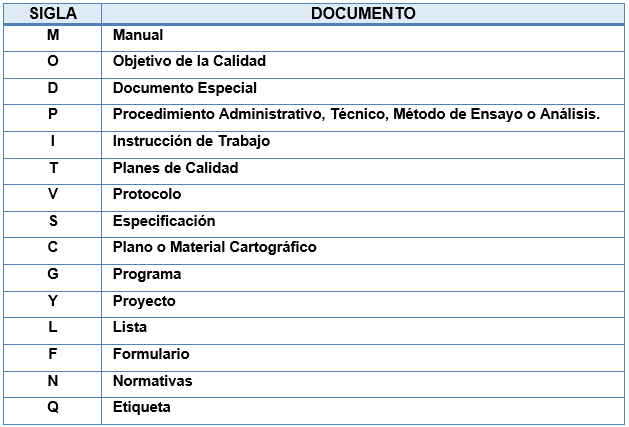 SIGLA DOCUMENTO
M Manual
O Objetivo de la Calidad
D Documento Especial
P Procedimiento Administrativo, Técnico, Método de Ensayo o Análisis.
I Instrucción de Trabajo
T Planes de Calidad
V Protocolo
S Especificación
C Plano o Material Cartográfico
G Programa
Y Proyecto
L Lista
F Formulario
N Normativas
Q Etiqueta